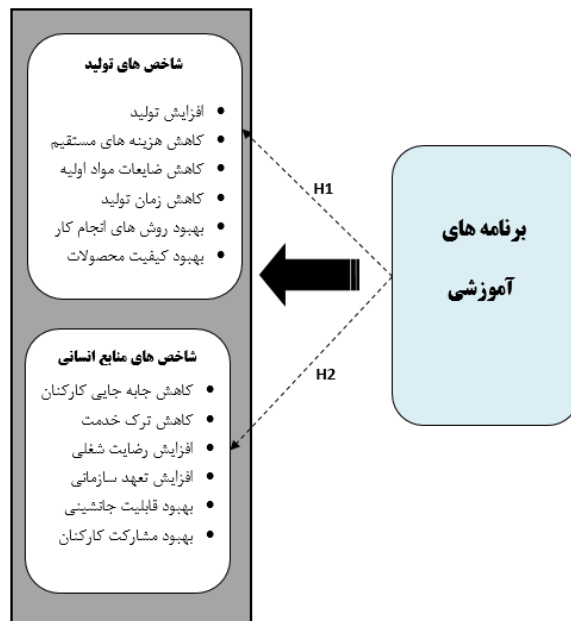 شاخص های تولید
افزایش تولید
کاهش هزینه های مستقیم
کاهش ضایعات مواد اولیه
کاهش زمان تولید
بهبود روش های انجام کار
بهبود کیفیت محصولات
H1
برنامه های
آموزشی
H2
شاخص های منابع انسانی
کاهش جابه جایی کارکنان
کاهش ترک خدمت
افزایش رضایت شغلی
افزایش تعهد سازمانی
بهبود قابلیت جانشینی
بهبود مشارکت کارکنان